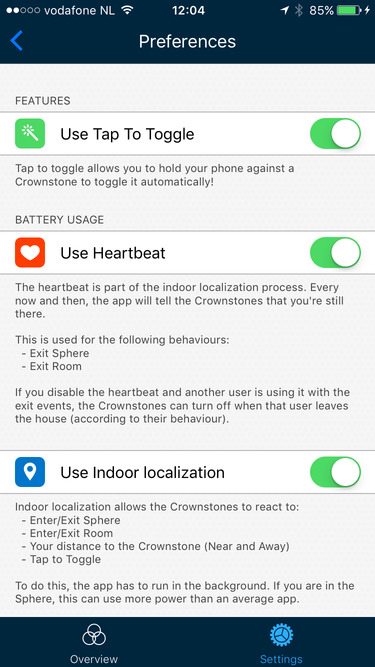 ●●○○○ vodafone NL 12:04 85%
Preferences
FEATURES
Use Tap To Toggle
Tap to toggle allows you to hold your phone against a
Crownstone to toggle it automatically!
BATTERY USAGE
Use Heartbeat
The heartbeat is part of the indoor localization process. Every
now and then, the app will tell the Crownstones that you're still
there.
This is used for the following behaviours:
- Exit Sphere
- Exit Room
If you disable the heartbeat and another user is using it with the
exit events, the Crownstones can turn off when that user leaves
the house (according to their behaviour).
Use Indoor localization
Indoor localization allows the Crownstones to react to:
- Enter/Exit Sphere
- Enter/Exit Room
- Your distance to the Crownstone (Near and Away)
- Tap to Toggle
To do this, the app has to run in the background. If you are in the
Sphere, this can use more power than an average app.
Overview Settings